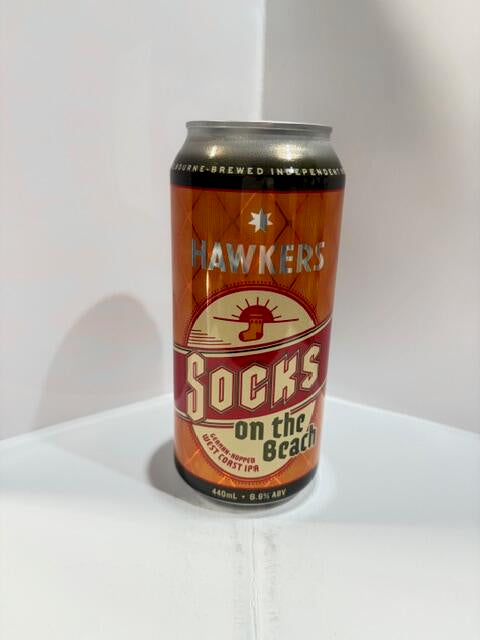 BOURNE-BREWED INDEPENDENT
HAWKERS
SOCKS
on the
Beach
GERMAN-HOPPED
WEST COAST IPA
440mL • 6.6% ABV